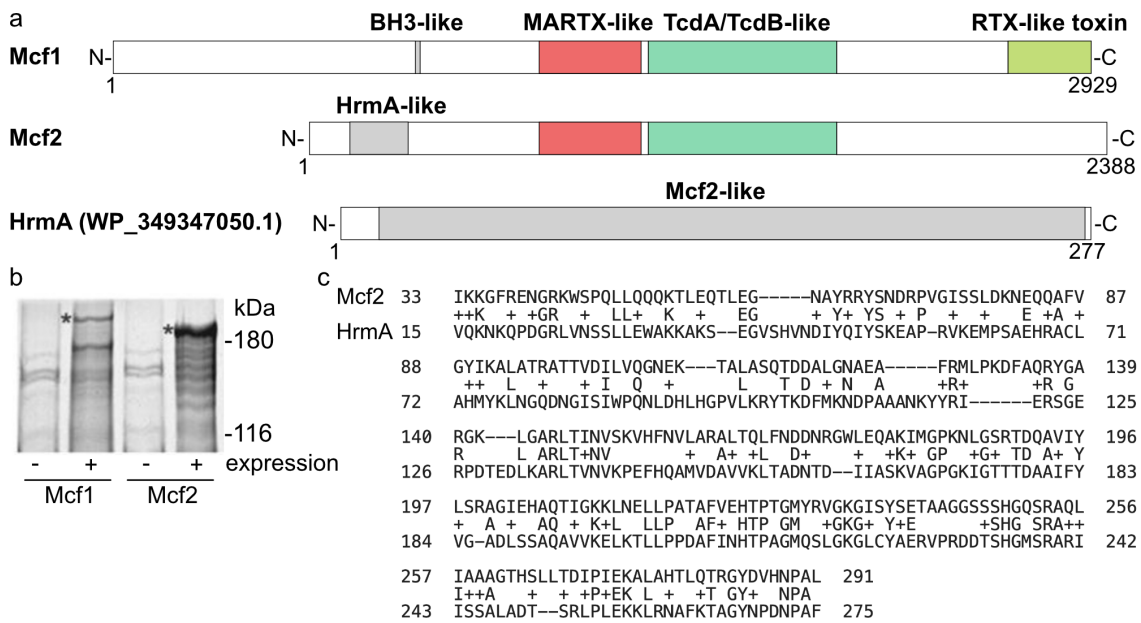 a
BH3-like MARTX-like TcdA/TcdB-like RTX-like toxin
Mcf1 N- -C
1 2929
HrmA-like
Mcf2 N- -C
1 2388
Mcf2-like
HrmA (WP_349347050.1) N- -C
1 277
b
kDa
*
*
-180
-116
- + - + expression
Mcf1 Mcf2
c
Mcf2 33 IKKGFRENGRKWSPQLLQQQKTLEQTLEG-----NAYRRYSNDRPVGISSLDKNEQQAFV 87
++K + +GR + LL+ K + EG + Y+ YS + P + + E +A +
HrmA 15 VQKNKQPDGRLVNSSLLEWAKKAKS--EGVSHVNDIYQIYSKEAP-RVKEMPSAEHRACL 71
88 GYIKALATRATTVDILVQGNEK---TALASQTDDALGNAEA-----FRMLPKDFAQRYGA 139
++ L + + I Q + L T D + N A +R+ +R G
72 AHMYKLNGQDNGISIWPQNLDHLHGPVLKRYTKDFMKNDPAAANKYYRI------ERSGE 125
140 RGK---LGARLTINVSKVHFNVLARALTQLFNDDNRGWLEQAKIMGPKNLGSRTDQAVIY 196
R L ARLT+NV + A+ +L D+ + +K+ GP +G+ TD A+ Y
126 RPDTEDLKARLTVNVKPEFHQAMVDAVVKLTADNTD--IIASKVAGPGKIGTTTDAAIFY 183
197 LSRAGIEHAQTIGKKLNELLPATAFVEHTPTGMYRVGKGISYSETAAGGSSSHGQSRAQL 256
+ A + AQ + K+L LLP AF+ HTP GM +GKG+ Y+E +SHG SRA++
184 VG-ADLSSAQAVVKELKTLLPPDAFINHTPAGMQSLGKGLCYAERVPRDDTSHGMSRARI 242
257 IAAAGTHSLLTDIPIEKALAHTLQTRGYDVHNPAL 291
I++A + + +P+EK L + +T GY+ NPA
243 ISSALADT--SRLPLEKKLRNAFKTAGYNPDNPAF 275